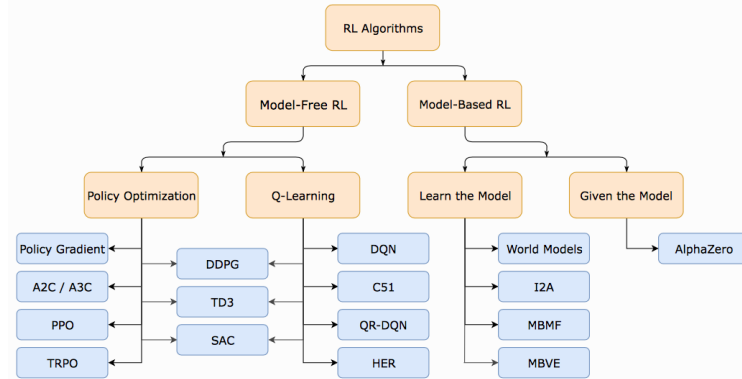 RL Algorithms
Model-Free RL
Model-Based RL
Policy Optimization
Q-Learning
Learn the Model
Given the Model
Policy Gradient
DQN
World Models
AlphaZero
DDPG
A2C / A3C
C51
I2A
TD3
PPO
QR-DQN
MBMF
SAC
TRPO
HER
MBVE